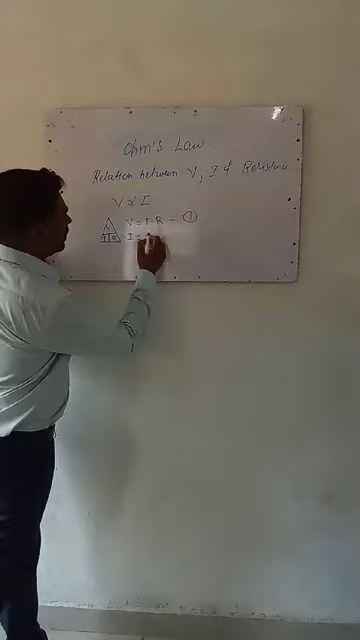 Ohm's Law.
Relation between V, I & Resistance
V ∝ I
V = I·R — ①
V
I R
I =